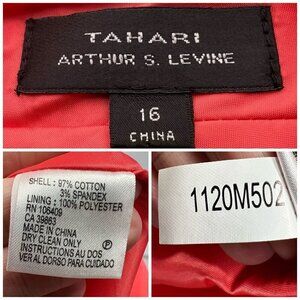 TAHARI
ARTHUR S. LEVINE
16
CHINA
SHELL : 97% COTTON
3% SPANDEX
LINING : 100% POLYESTER
RN 106409
CA 39863
MADE IN CHINA
DRY CLEAN ONLY
INSTRUCTIONS AU DOS
VER AL DORSO PARA CUIDADO
P
1120M502